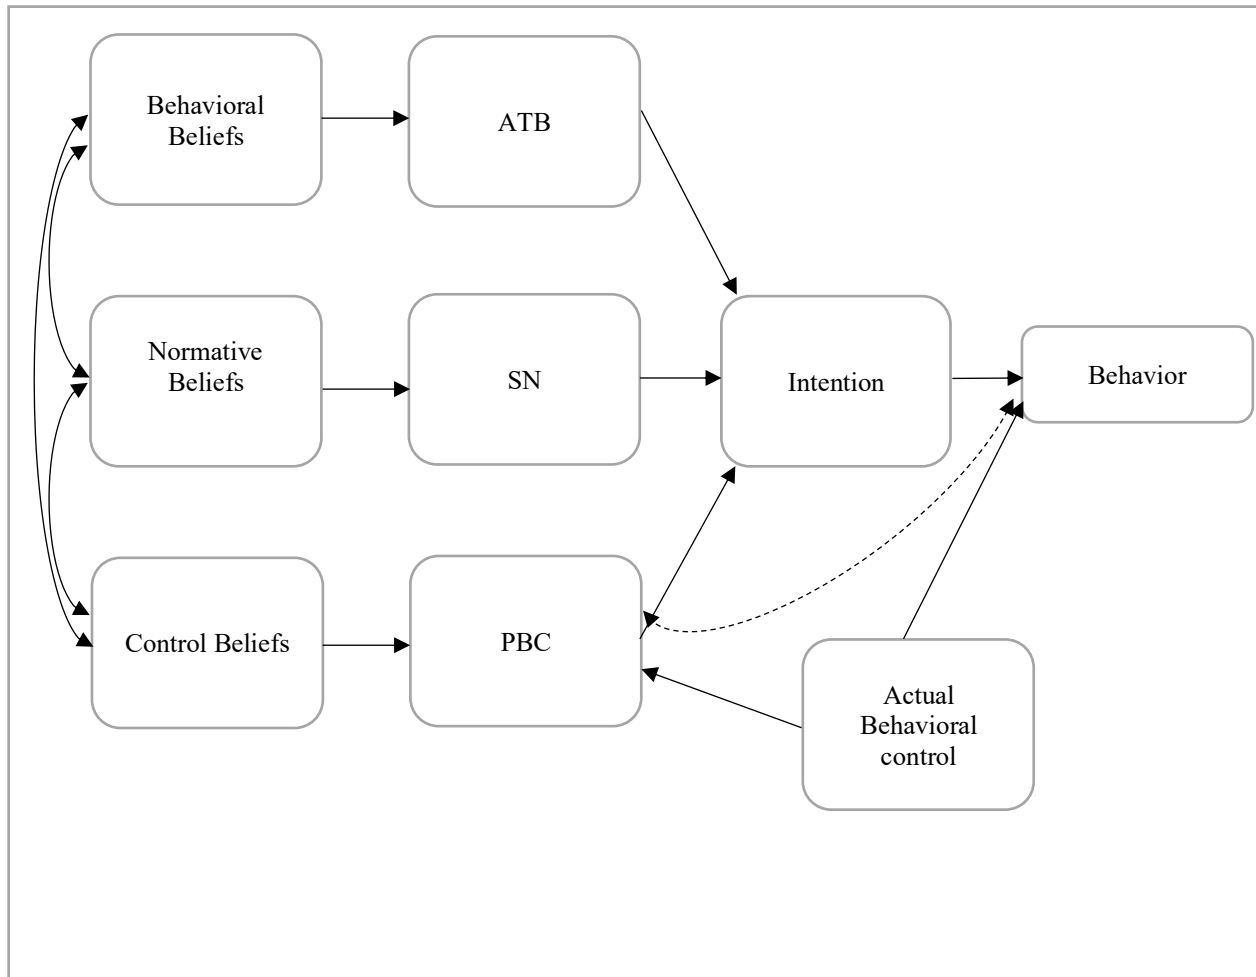 Behavioral
Beliefs
ATB
Normative
Beliefs
SN
Intention
Behavior
Control Beliefs
PBC
Actual
Behavioral
control